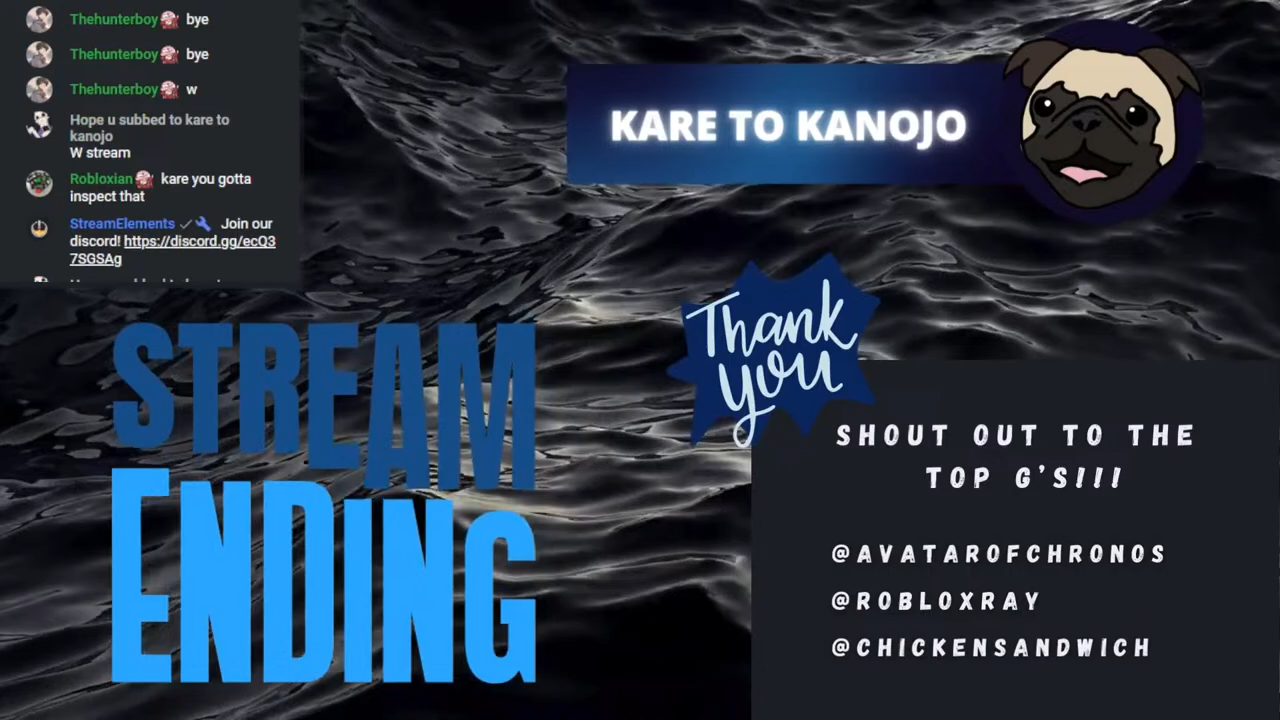 Thehunterboy bye
Thehunterboy bye
Thehunterboy w
Hope u subbed to kare to
kanojo
W stream
Robloxian kare you gotta
inspect that
StreamElements Join our
discord! https://discord.gg/ecQ3
7SGSAg
KARE TO KANOJO
Thank
you
STREAM
ENDING
SHOUT OUT TO THE
TOP G'S!!!
@AVATAROFCHRONOS
@ROBLOXRAY
@CHICKENSANDWICH